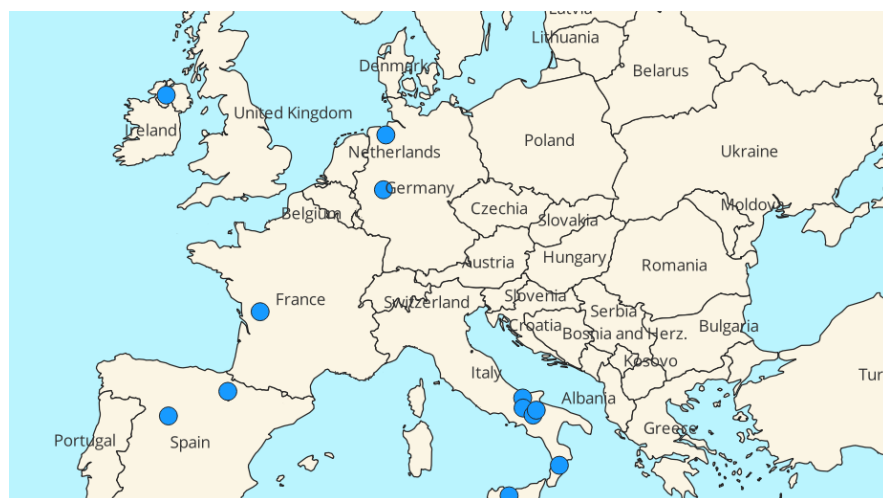 Latvia
Lithuania
Denmark
Belarus
United Kingdom
Ireland
Poland
Netherlands
Ukraine
Germany
Moldova
Czechia
Belgium
Slovakia
Hungary
Austria
Romania
Switzerland
Slovenia
France
Serbia
Croatia
Bosnia and Herz.
Bulgaria
Kosovo
Italy
Tur
Albania
Greece
Portugal
Spain